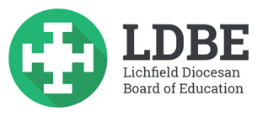 LDBE
Lichfield Diocesan
Board of Education